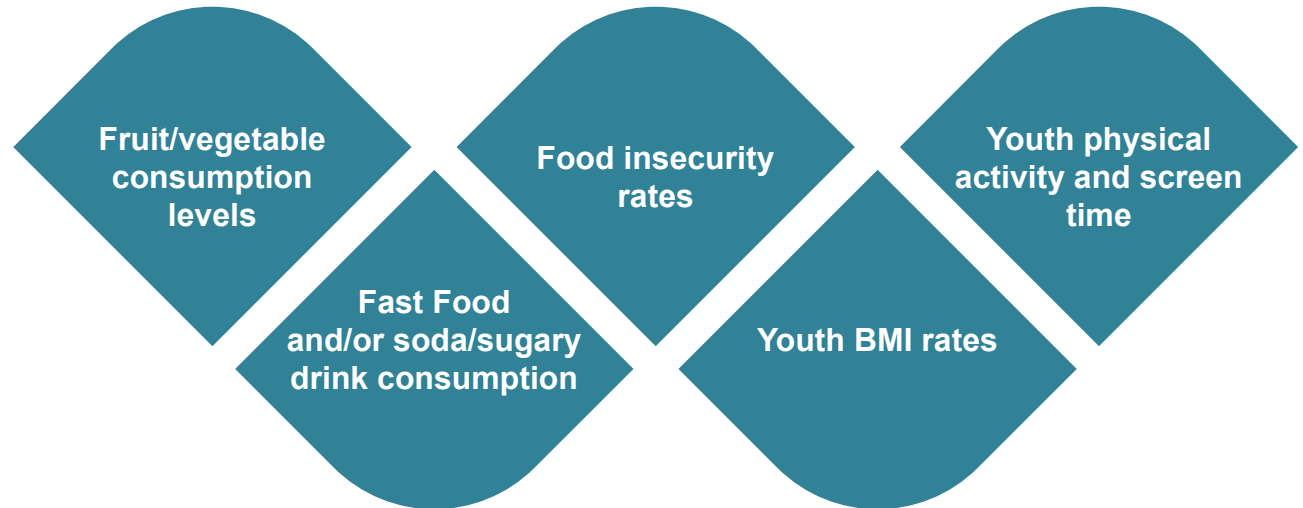 Fruit/vegetable
consumption
levels
Fast Food
and/or soda/sugary
drink consumption
Food insecurity
rates
Youth BMI rates
Youth physical
activity and screen
time